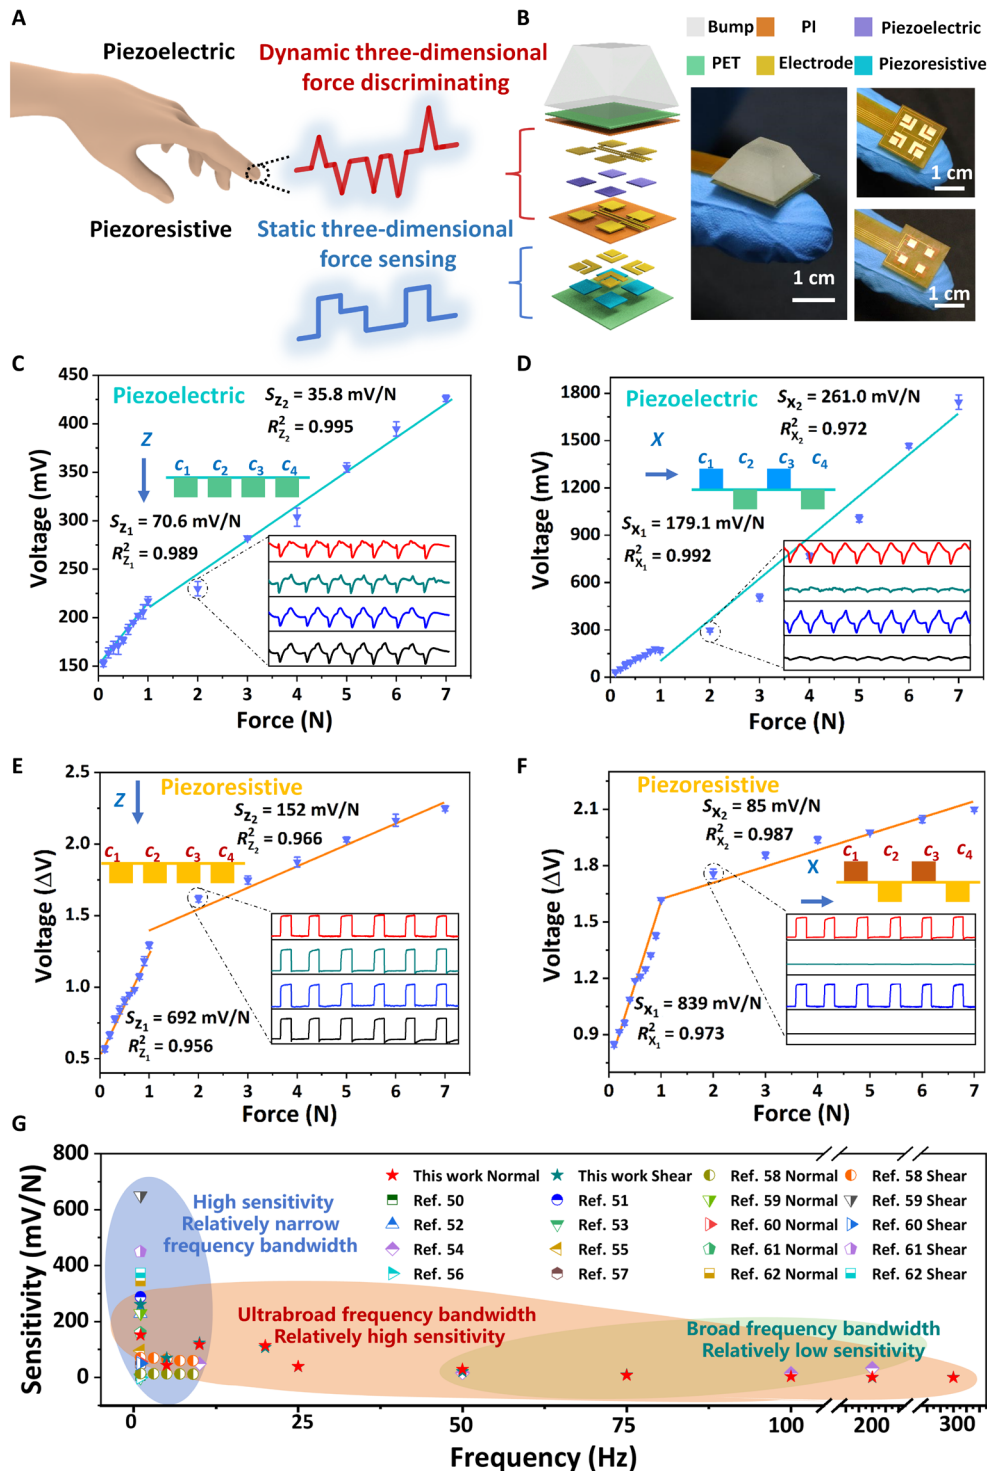 A
Piezoelectric
Dynamic three-dimensional
force discriminating
Piezoresistive
Static three-dimensional
force sensing
B
Bump PI Piezoelectric
PET Electrode Piezoresistive
1 cm
1 cm
1 cm
C
Piezoelectric
S_Z2 = 35.8 mV/N
R²_Z2 = 0.995
Z
c1 c2 c3 c4
S_Z1 = 70.6 mV/N
R²_Z1 = 0.989
Voltage (mV)
450
400
350
300
250
200
150
0 1 2 3 4 5 6 7
Force (N)
D
Piezoelectric
S_X2 = 261.0 mV/N
R²_X2 = 0.972
X
c1 c2 c3 c4
S_X1 = 179.1 mV/N
R²_X1 = 0.992
Voltage (mV)
1800
1500
1200
900
600
300
0
0 1 2 3 4 5 6 7
Force (N)
E
Piezoresistive
Z
S_Z2 = 152 mV/N
R²_Z2 = 0.966
c1 c2 c3 c4
S_Z1 = 692 mV/N
R²_Z1 = 0.956
Voltage (ΔV)
2.5
2.0
1.5
1.0
0.5
0 1 2 3 4 5 6 7
Force (N)
F
Piezoresistive
S_X2 = 85 mV/N
R²_X2 = 0.987
X
c1 c2 c3 c4
S_X1 = 839 mV/N
R²_X1 = 0.973
Voltage (ΔV)
2.1
1.8
1.5
1.2
0.9
0 1 2 3 4 5 6 7
Force (N)
G
Sensitivity (mV/N)
800
600
400
200
0
High sensitivity
Relatively narrow
frequency bandwidth
This work Normal This work Shear Ref. 58 Normal Ref. 58 Shear
Ref. 50 Ref. 51 Ref. 59 Normal Ref. 59 Shear
Ref. 52 Ref. 53 Ref. 60 Normal Ref. 60 Shear
Ref. 54 Ref. 55 Ref. 61 Normal Ref. 61 Shear
Ref. 56 Ref. 57 Ref. 62 Normal Ref. 62 Shear
Ultrabroad frequency bandwidth
Relatively high sensitivity
Broad frequency bandwidth
Relatively low sensitivity
0 25 50 75 100 200 300
Frequency (Hz)